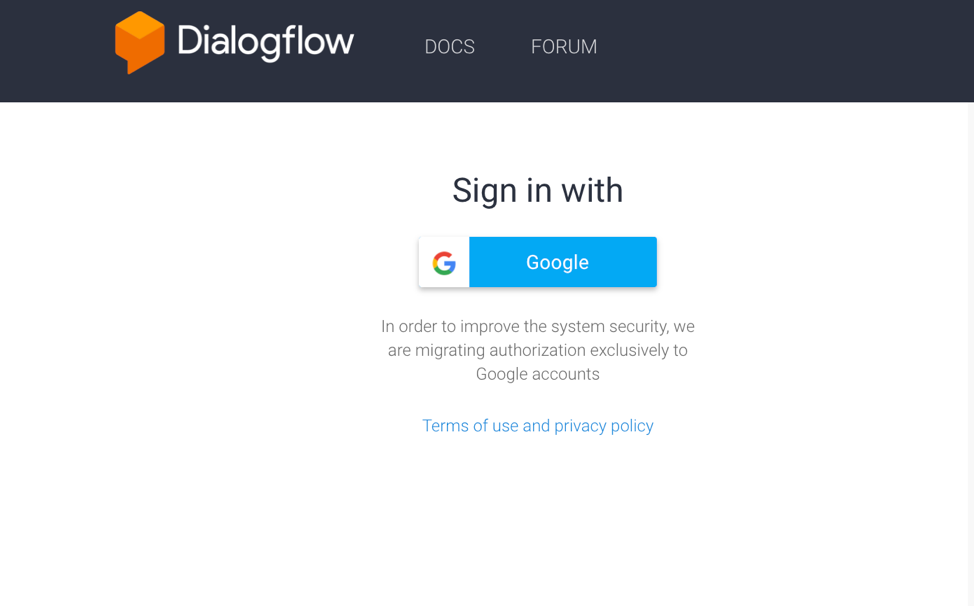 Dialogflow DOCS FORUM
Sign in with
Google
In order to improve the system security, we
are migrating authorization exclusively to
Google accounts
Terms of use and privacy policy